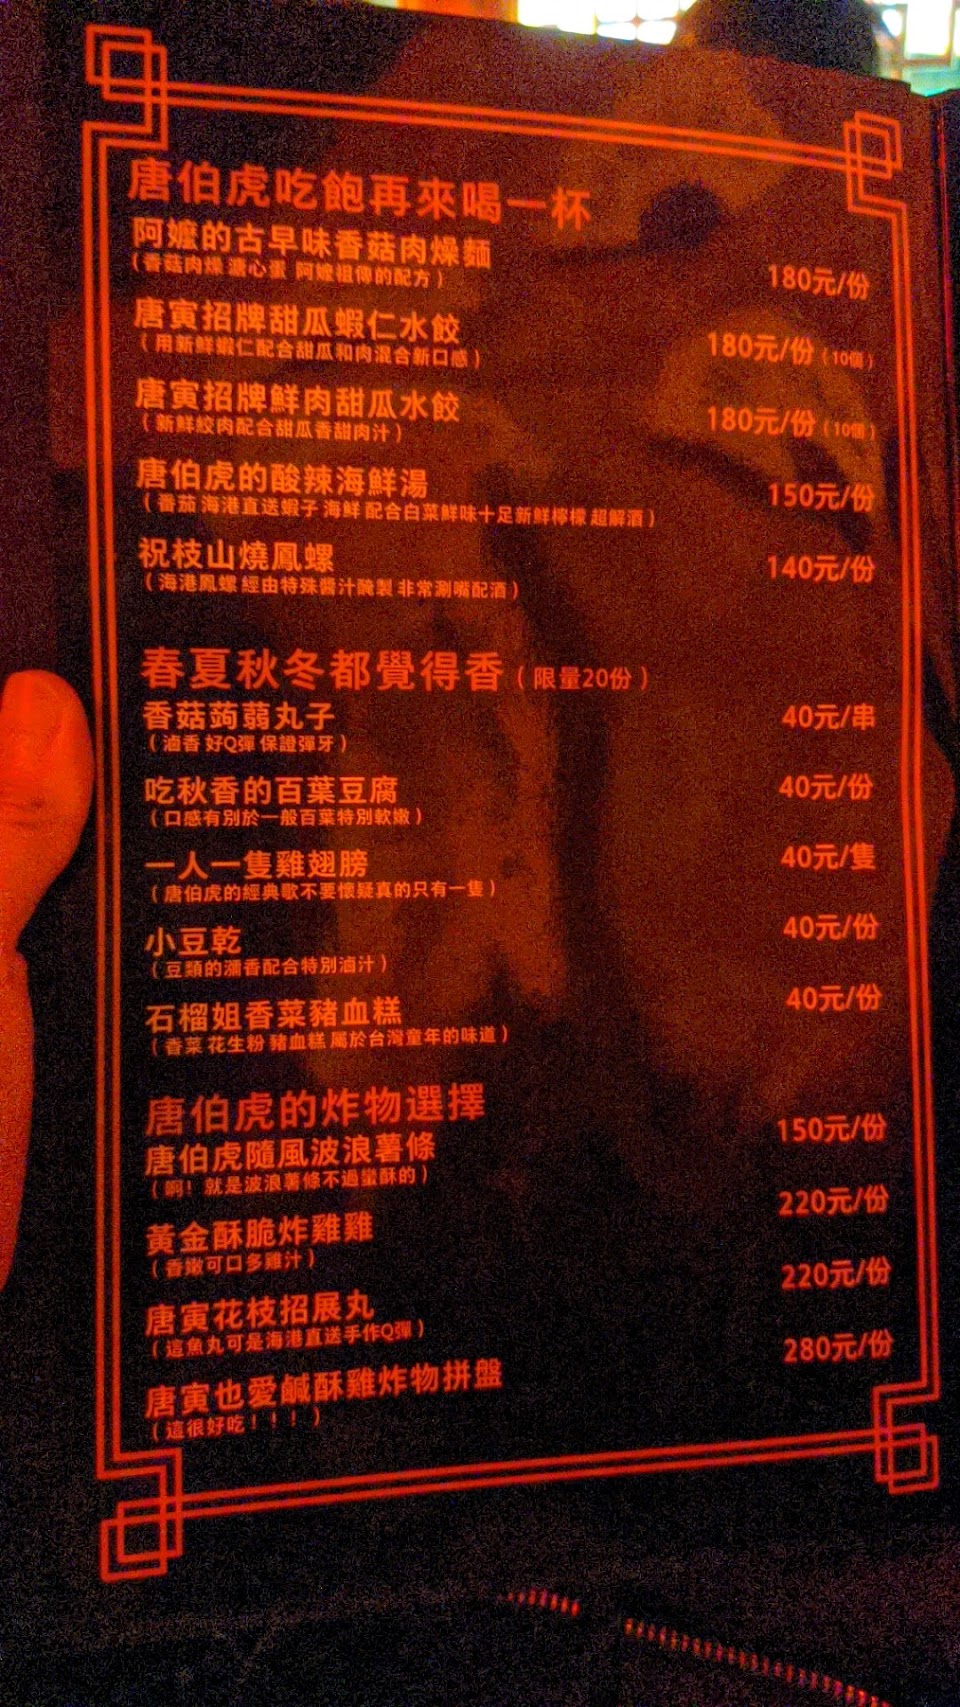 唐伯虎吃飽再來喝一杯
阿嬤的古早味香菇肉燥麵 180元/份
(香菇肉燥 溏心蛋 阿嬤祖傳的配方)
唐寅招牌甜瓜蝦仁水餃 180元/份(10個)
(用新鮮蝦仁配合甜瓜和肉混合新口感)
唐寅招牌鮮肉甜瓜水餃 180元/份(10個)
(新鮮絞肉配合甜瓜香甜肉汁)
唐伯虎的酸辣海鮮湯 150元/份
(番茄 海港直送蝦子 海鮮 配合白菜鮮味十足新鮮檸檬 超解酒)
祝枝山燒鳳螺 140元/份
(海港鳳螺 經由特殊醬汁醃製 非常涮嘴配酒)
春夏秋冬都覺得香(限量20份)
香菇蒟蒻丸子 40元/串
(滷香 好Q彈 保證彈牙)
吃秋香的百葉豆腐 40元/份
(口感有別於一般百葉特別軟嫩)
一人一隻雞翅膀 40元/隻
(唐伯虎的經典歌不要懷疑真的只有一隻)
小豆乾 40元/份
(豆類的濃香配合特別滷汁)
石榴姐香菜豬血糕 40元/份
(香菜 花生粉 豬血糕 屬於台灣童年的味道)
唐伯虎的炸物選擇
唐伯虎隨風波浪薯條 150元/份
(啊! 就是波浪薯條不過蠻酥的)
黃金酥脆炸雞雞 220元/份
(香嫩可口多雞汁)
唐寅花枝招展丸 220元/份
(這魚丸可是海港直送手作Q彈)
唐寅也愛鹹酥雞炸物拼盤 280元/份
(這很好吃!!!)